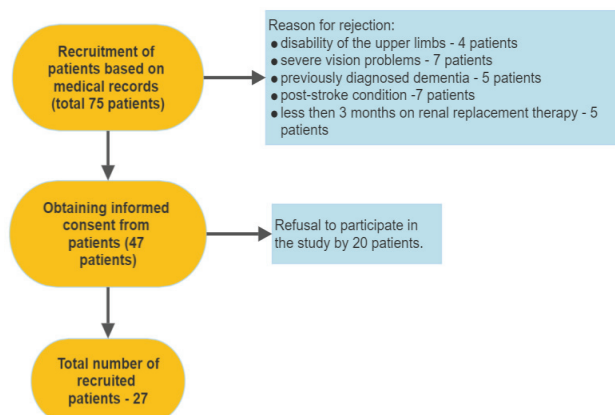 Recruitment of
patients based on
medical records
(total 75 patients)
Reason for rejection:
● disability of the upper limbs - 4 patients
● severe vision problems - 7 patients
● previously diagnosed dementia - 5 patients
● post-stroke condition -7 patients
● less then 3 months on renal replacement therapy - 5
patients
Obtaining informed
consent from
patients (47
patients)
Refusal to participate in
the study by 20 patients.
Total number of
recruited
patients - 27